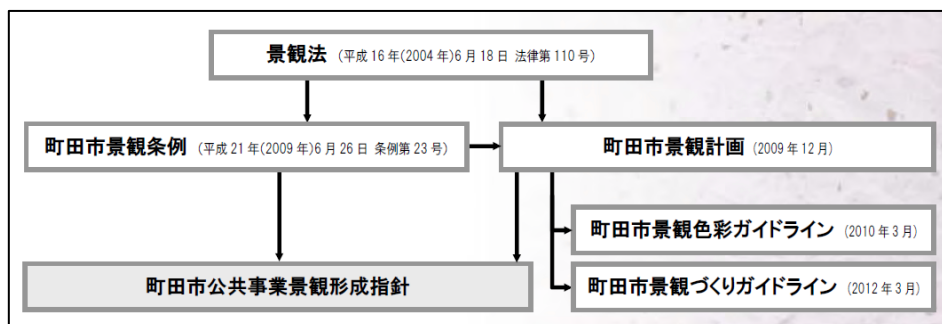 景観法 (平成16年(2004年)6月18日 法律第110号)
町田市景観条例 (平成21年(2009年)6月26日 条例第23号)
町田市景観計画 (2009年12月)
町田市景観色彩ガイドライン (2010年3月)
町田市公共事業景観形成指針
町田市景観づくりガイドライン (2012年3月)